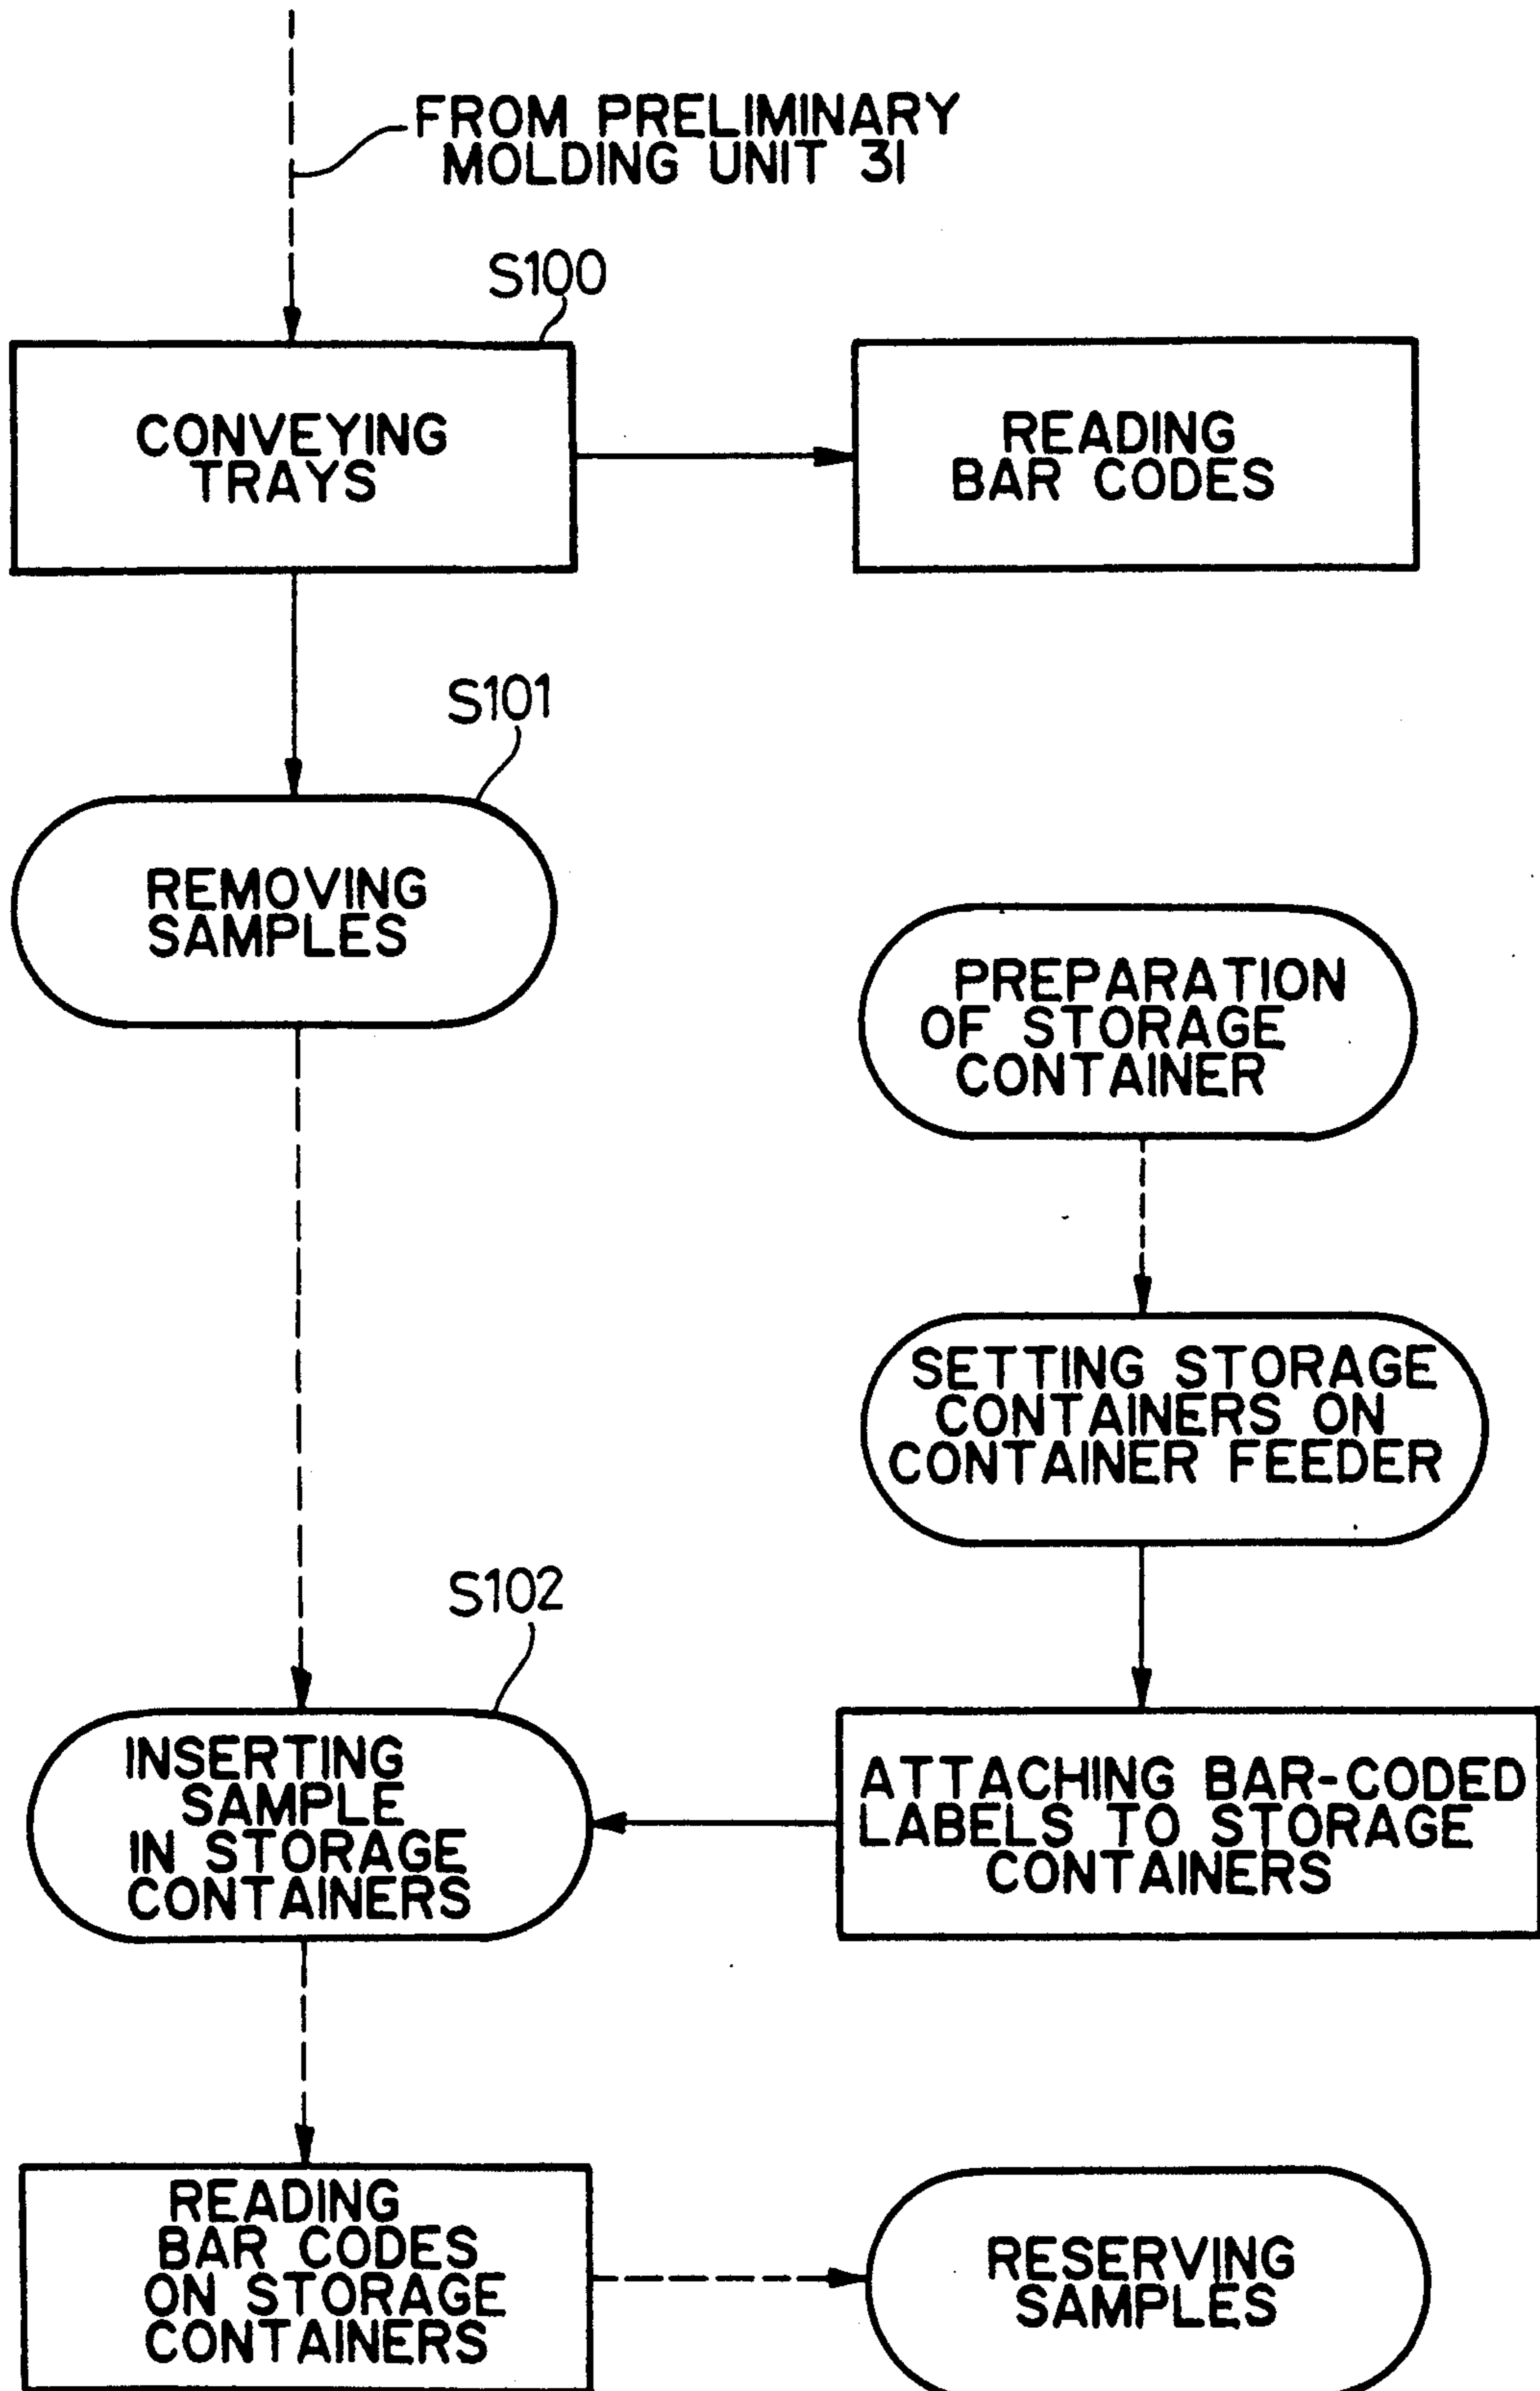 FROM PRELIMINARY
MOLDING UNIT 31
S100
CONVEYING
TRAYS
READING
BAR CODES
S101
REMOVING
SAMPLES
PREPARATION
OF STORAGE
CONTAINER
SETTING STORAGE
CONTAINERS ON
CONTAINER FEEDER
S102
INSERTING
SAMPLE
IN STORAGE
CONTAINERS
ATTACHING BAR-CODED
LABELS TO STORAGE
CONTAINERS
READING
BAR CODES
ON STORAGE
CONTAINERS
RESERVING
SAMPLES